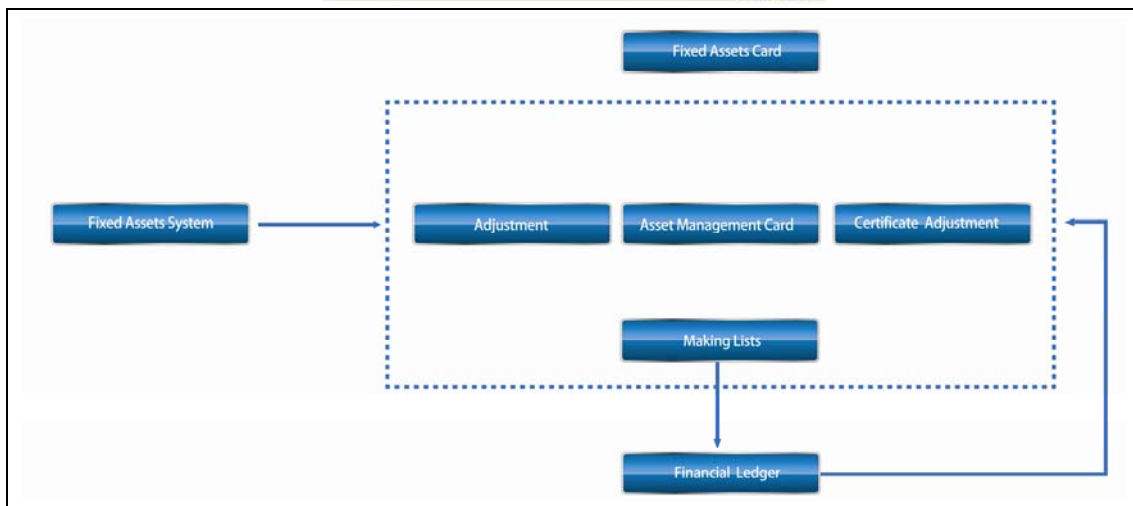 Fixed Assets Card
Fixed Assets System
Adjustment
Asset Management Card
Certificate Adjustment
Making Lists
Financial Ledger